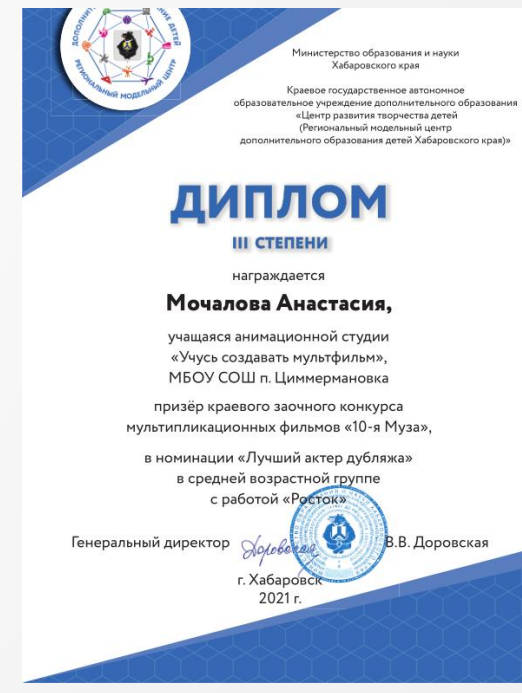 РЕГИОНАЛЬНЫЙ МОДЕЛЬНЫЙ ЦЕНТР
Министерство образования и науки
Хабаровского края
Краевое государственное автономное
образовательное учреждение дополнительного образования
«Центр развития творчества детей
(Региональный модельный центр
дополнительного образования детей Хабаровского края)»
ДИПЛОМ
III СТЕПЕНИ
награждается
Мочалова Анастасия,
учащаяся анимационной студии
«Учусь создавать мультфильм»,
МБОУ СОШ п. Циммермановка
призёр краевого заочного конкурса
мультипликационных фильмов «10-я Муза»,
в номинации «Лучший актер дубляжа»
в средней возрастной группе
с работой «Росток»
Генеральный директор
В.В. Доровская
г. Хабаровск
2021 г.